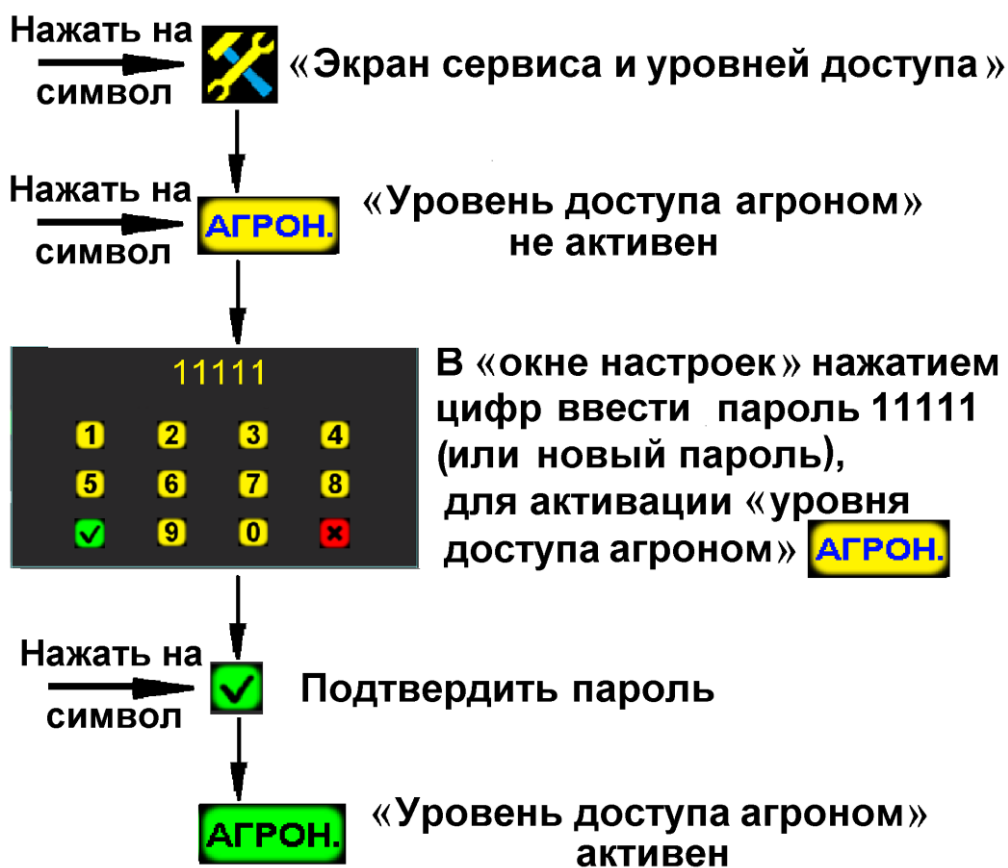 Нажать на
символ
«Экран сервиса и уровней доступа»
Нажать на
символ
АГРОН.
«Уровень доступа агроном»
не активен
11111
1 2 3 4
5 6 7 8
9 0
В «окне настроек» нажатием
цифр ввести пароль 11111
(или новый пароль),
для активации «уровня
доступа агроном» АГРОН.
Нажать на
символ
Подтвердить пароль
АГРОН.
«Уровень доступа агроном»
активен